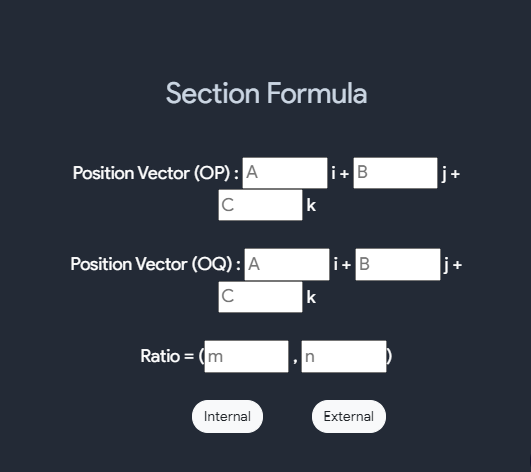 Section Formula
Position Vector (OP) : A i + B j +
C k
Position Vector (OQ) : A i + B j +
C k
Ratio = (m , n)
Internal External